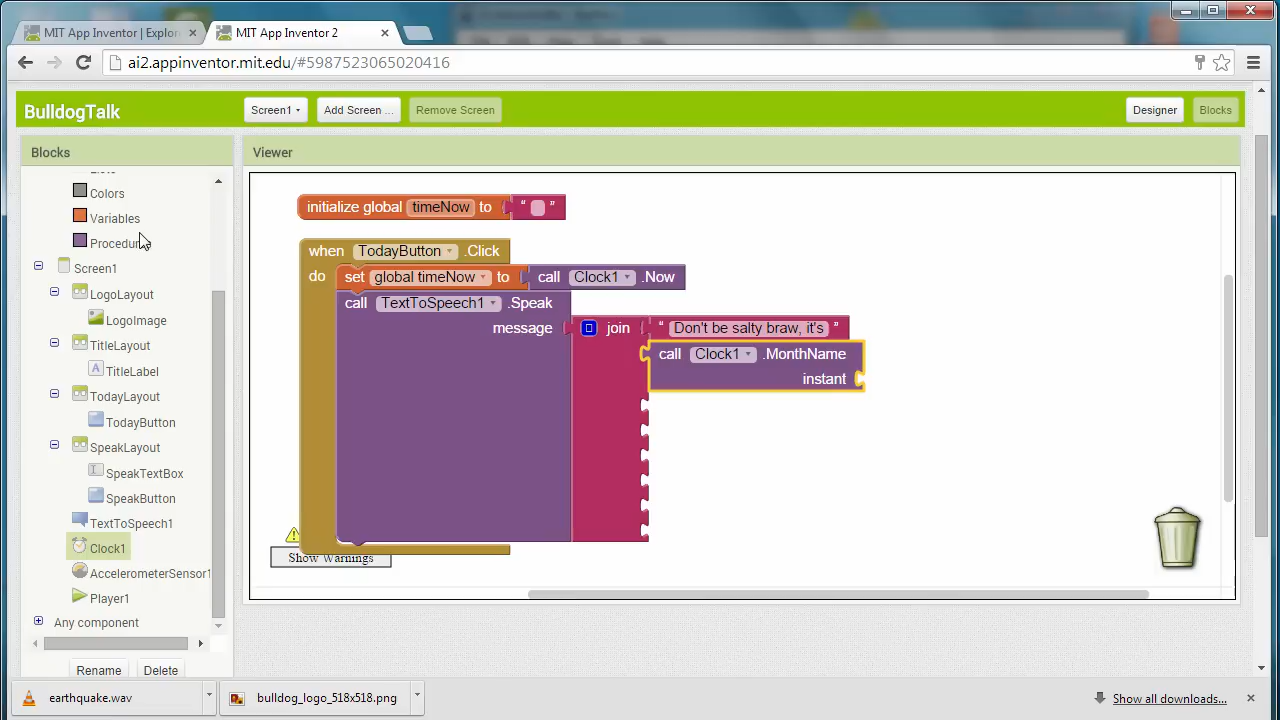 MIT App Inventor | Explor
MIT App Inventor 2
ai2.appinventor.mit.edu/#5987523065020416
BulldogTalk
Screen1
Add Screen ...
Remove Screen
Designer
Blocks
Blocks
Viewer
Colors
Variables
Procedur
Screen1
LogoLayout
LogoImage
TitleLayout
A TitleLabel
TodayLayout
TodayButton
SpeakLayout
SpeakTextBox
SpeakButton
TextToSpeech1
Clock1
AccelerometerSensor1
Player1
Any component
Rename
Delete
initialize global timeNow to " "
when TodayButton .Click
do set global timeNow to call Clock1 .Now
call TextToSpeech1 .Speak
message join " Don't be salty braw, it's "
call Clock1 .MonthName
instant
Show Warnings
earthquake.wav
bulldog_logo_518x518.png
Show all downloads...